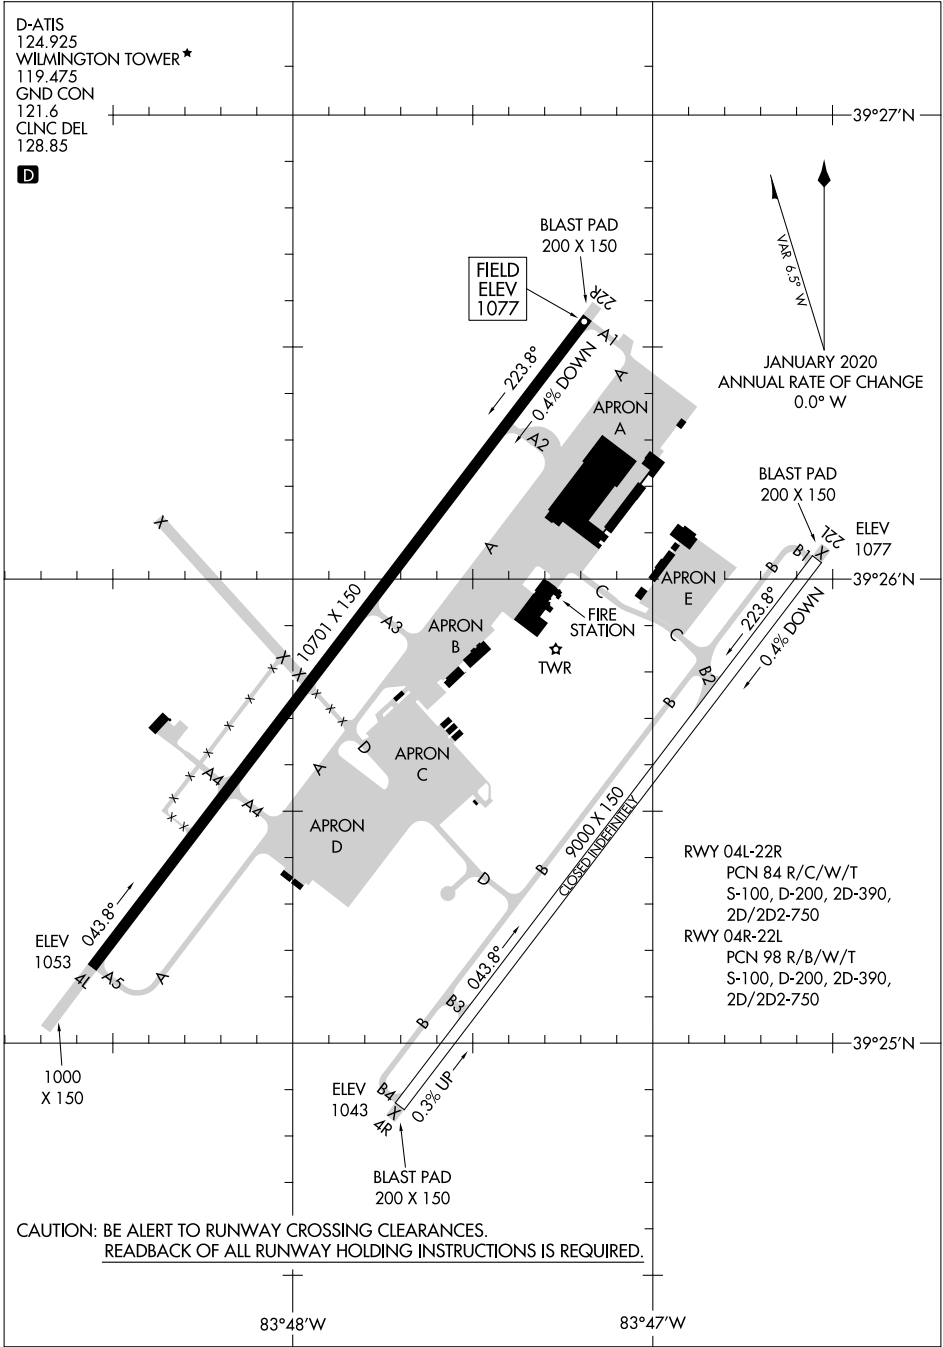 D-ATIS
124.925
WILMINGTON TOWER★
119.475
GND CON
121.6
CLNC DEL
128.85
D
39°27'N
VAR 6.5° W
JANUARY 2020
ANNUAL RATE OF CHANGE
0.0° W
BLAST PAD
200 X 150
FIELD
ELEV
1077
22R
A1
A
223.8°
0.4% DOWN
APRON
A
A2
BLAST PAD
200 X 150
22L
ELEV
1077
X
B1
B
X
A
39°26'N
APRON
E
C
FIRE
STATION
223.8°
0.4% DOWN
10701 X 150
A3
APRON
B
C
TWR
B2
X
X
X
X
X
X
X
X
X
X
X
X
X
X
B
D
APRON
C
A
A4
A4
9000 X 150
CLOSED INDEFINITELY
APRON
D
B
D
RWY 04L-22R
PCN 84 R/C/W/T
S-100, D-200, 2D-390,
2D/2D2-750
RWY 04R-22L
PCN 98 R/B/W/T
S-100, D-200, 2D-390,
2D/2D2-750
043.8°
ELEV
1053
4L
A5
A
043.8°
B3
B
39°25'N
1000
X 150
ELEV
1043
B4
X
4R
0.3% UP
BLAST PAD
200 X 150
CAUTION: BE ALERT TO RUNWAY CROSSING CLEARANCES.
READBACK OF ALL RUNWAY HOLDING INSTRUCTIONS IS REQUIRED.
83°48'W
83°47'W